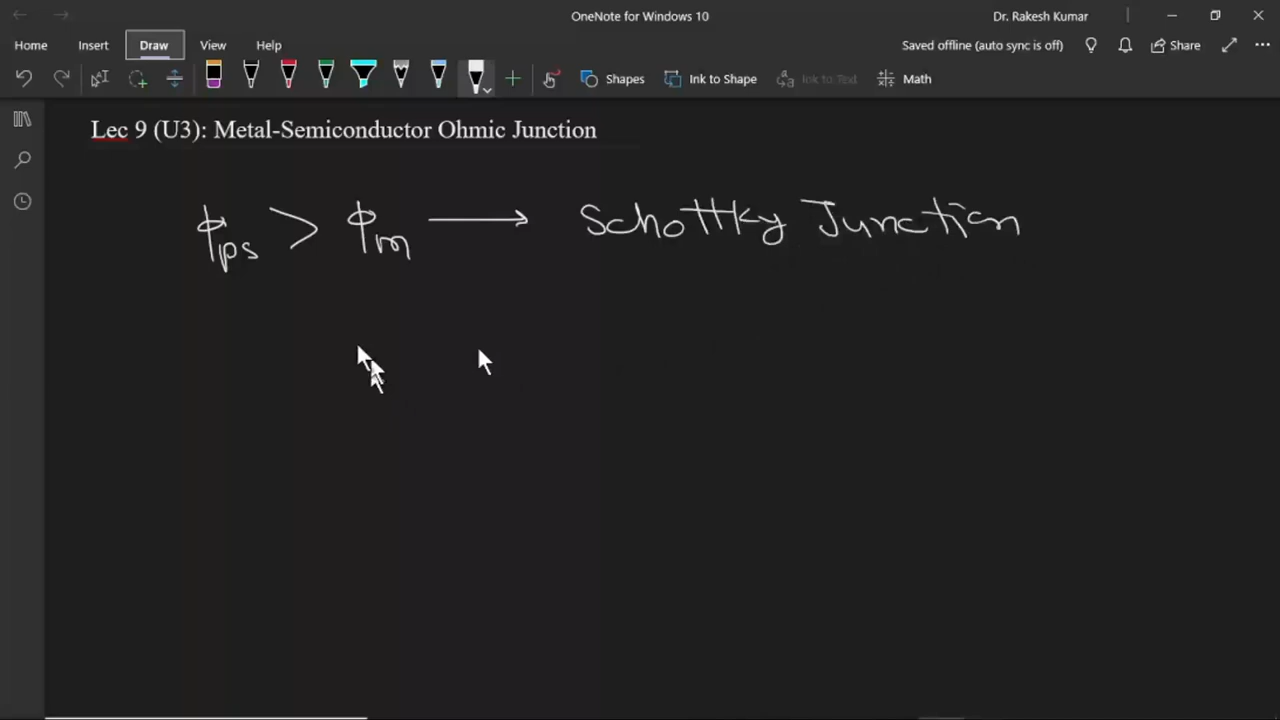 OneNote for Windows 10
Dr. Rakesh Kumar
Home Insert Draw View Help
Saved offline (auto sync is off)
Share
Shapes
Ink to Shape
Ink to Text
Math
Lec 9 (U3): Metal-Semiconductor Ohmic Junction
ϕps > ϕm → Schottky Junction